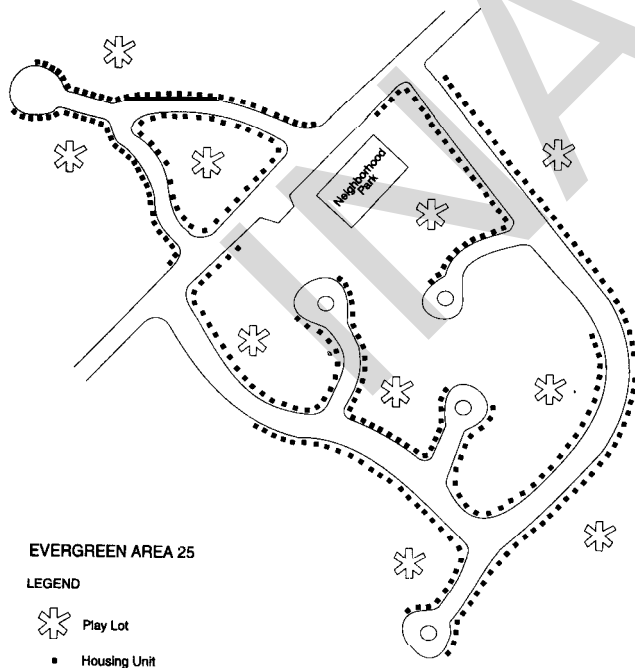 Neighborhood
Park
EVERGREEN AREA 25
LEGEND
Play Lot
Housing Unit